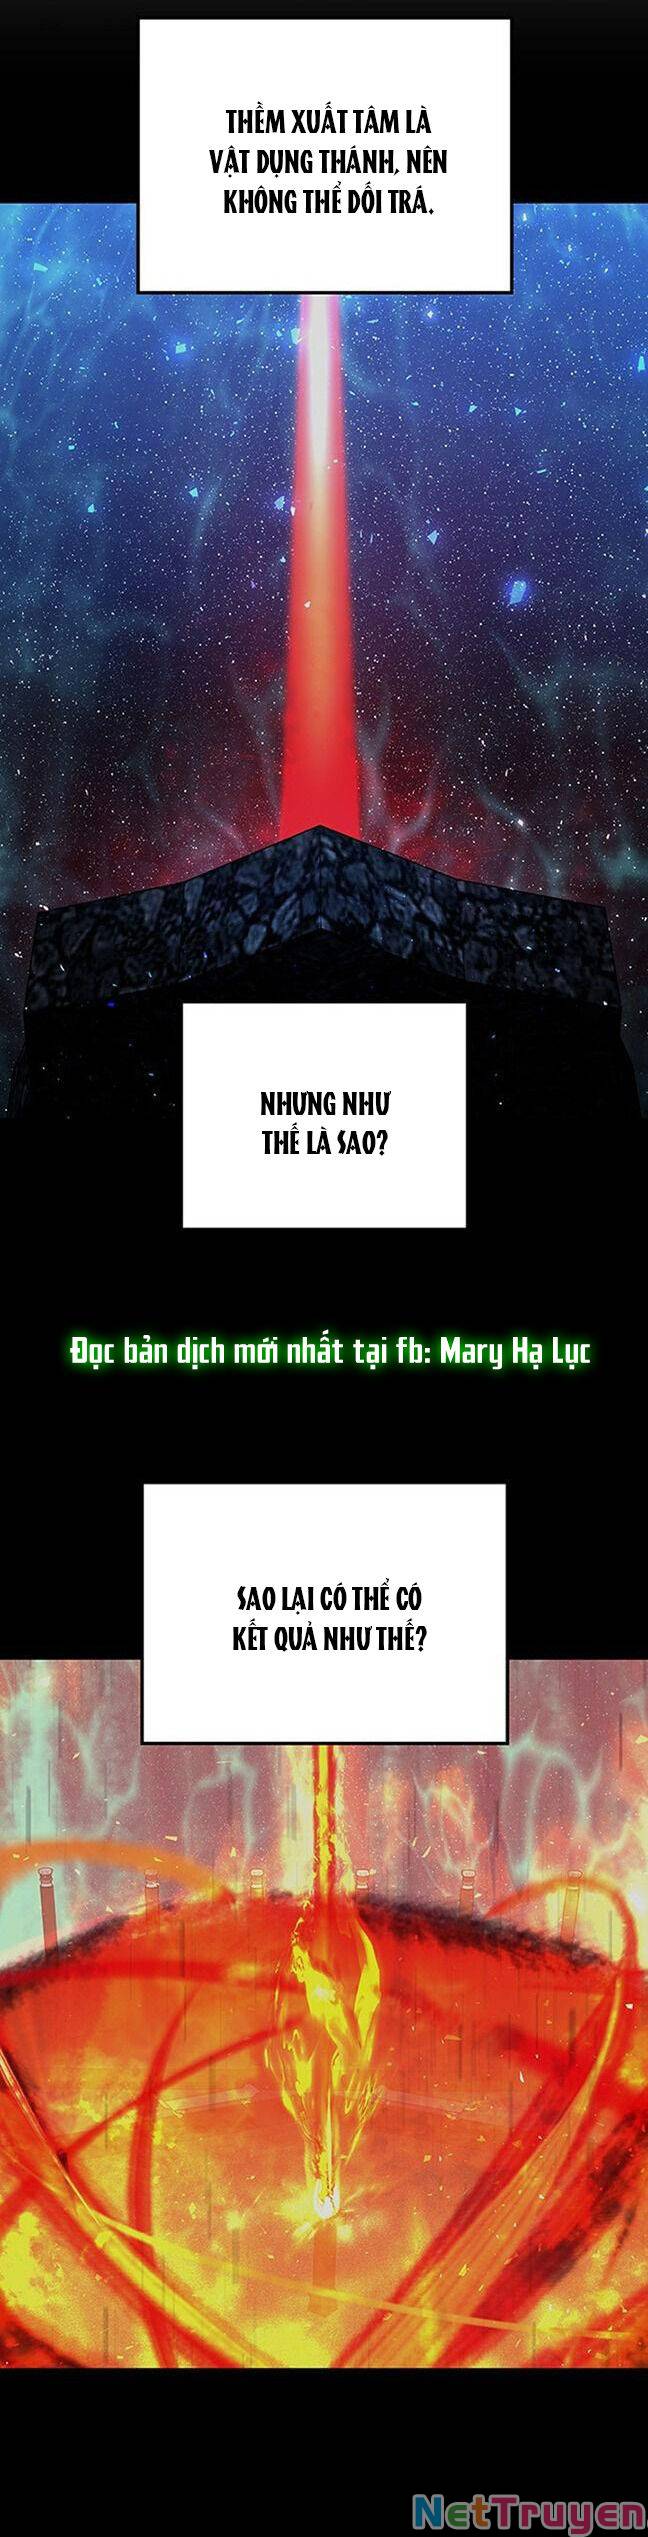 THỀM XUẤT TÂM LÀ
VẬT DỤNG THÁNH, NÊN
KHÔNG THỂ DỐI TRÁ.
NHƯNG NHƯ
THẾ LÀ SAO?
Đọc bản dịch mới nhất tại fb: Mary Hạ Lục
SAO LẠI CÓ THỂ CÓ
KẾT QUẢ NHƯ THẾ?
NetTruyen